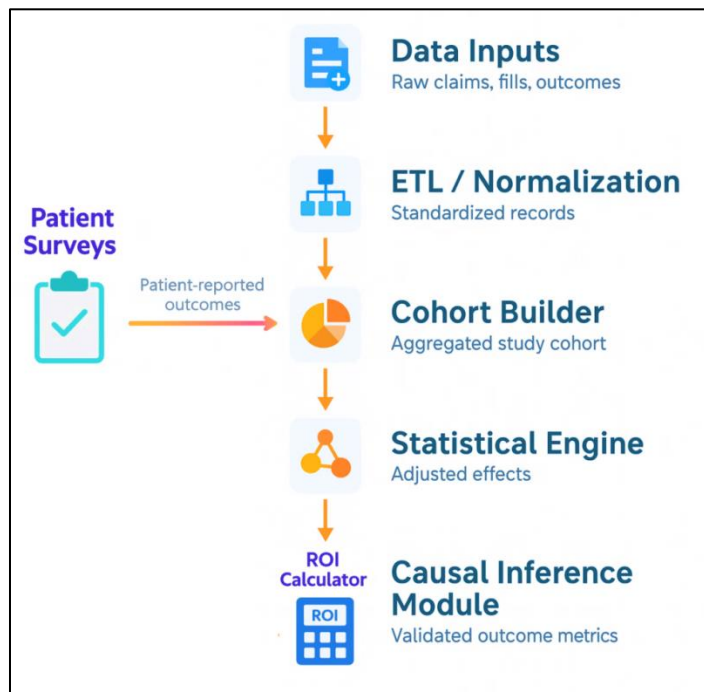 Data Inputs
Raw claims, fills, outcomes
ETL / Normalization
Standardized records
Patient
Surveys
Patient-reported
outcomes
Cohort Builder
Aggregated study cohort
Statistical Engine
Adjusted effects
ROI
Calculator
ROI
Causal Inference
Module
Validated outcome metrics